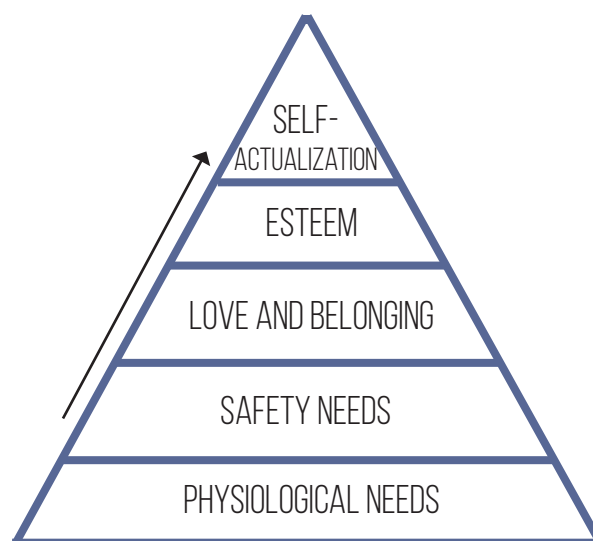 SELF-
ACTUALIZATION
ESTEEM
LOVE AND BELONGING
SAFETY NEEDS
PHYSIOLOGICAL NEEDS